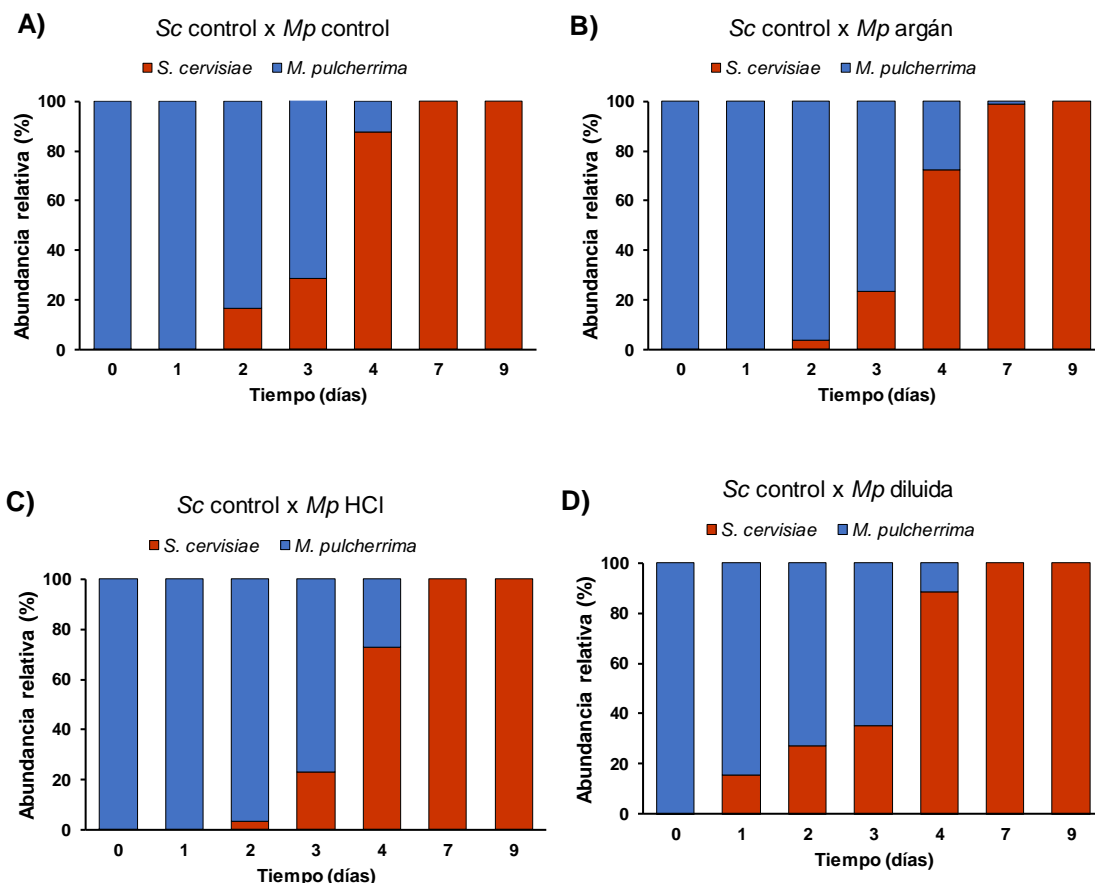 A)
Sc control x Mp control
S. cervisiae M. pulcherrima
Abundancia relativa (%)
100
80
60
40
20
0
0 1 2 3 4 7 9
Tiempo (días)
B)
Sc control x Mp argán
S. cervisiae M. pulcherrima
Abundancia relativa (%)
100
80
60
40
20
0
0 1 2 3 4 7 9
Tiempo (días)
C)
Sc control x Mp HCl
S. cervisiae M. pulcherrima
Abundancia relativa (%)
100
80
60
40
20
0
0 1 2 3 4 7 9
Tiempo (días)
D)
Sc control x Mp diluida
S. cervisiae M. pulcherrima
Abundancia relativa (%)
100
80
60
40
20
0
0 1 2 3 4 7 9
Tiempo (días)